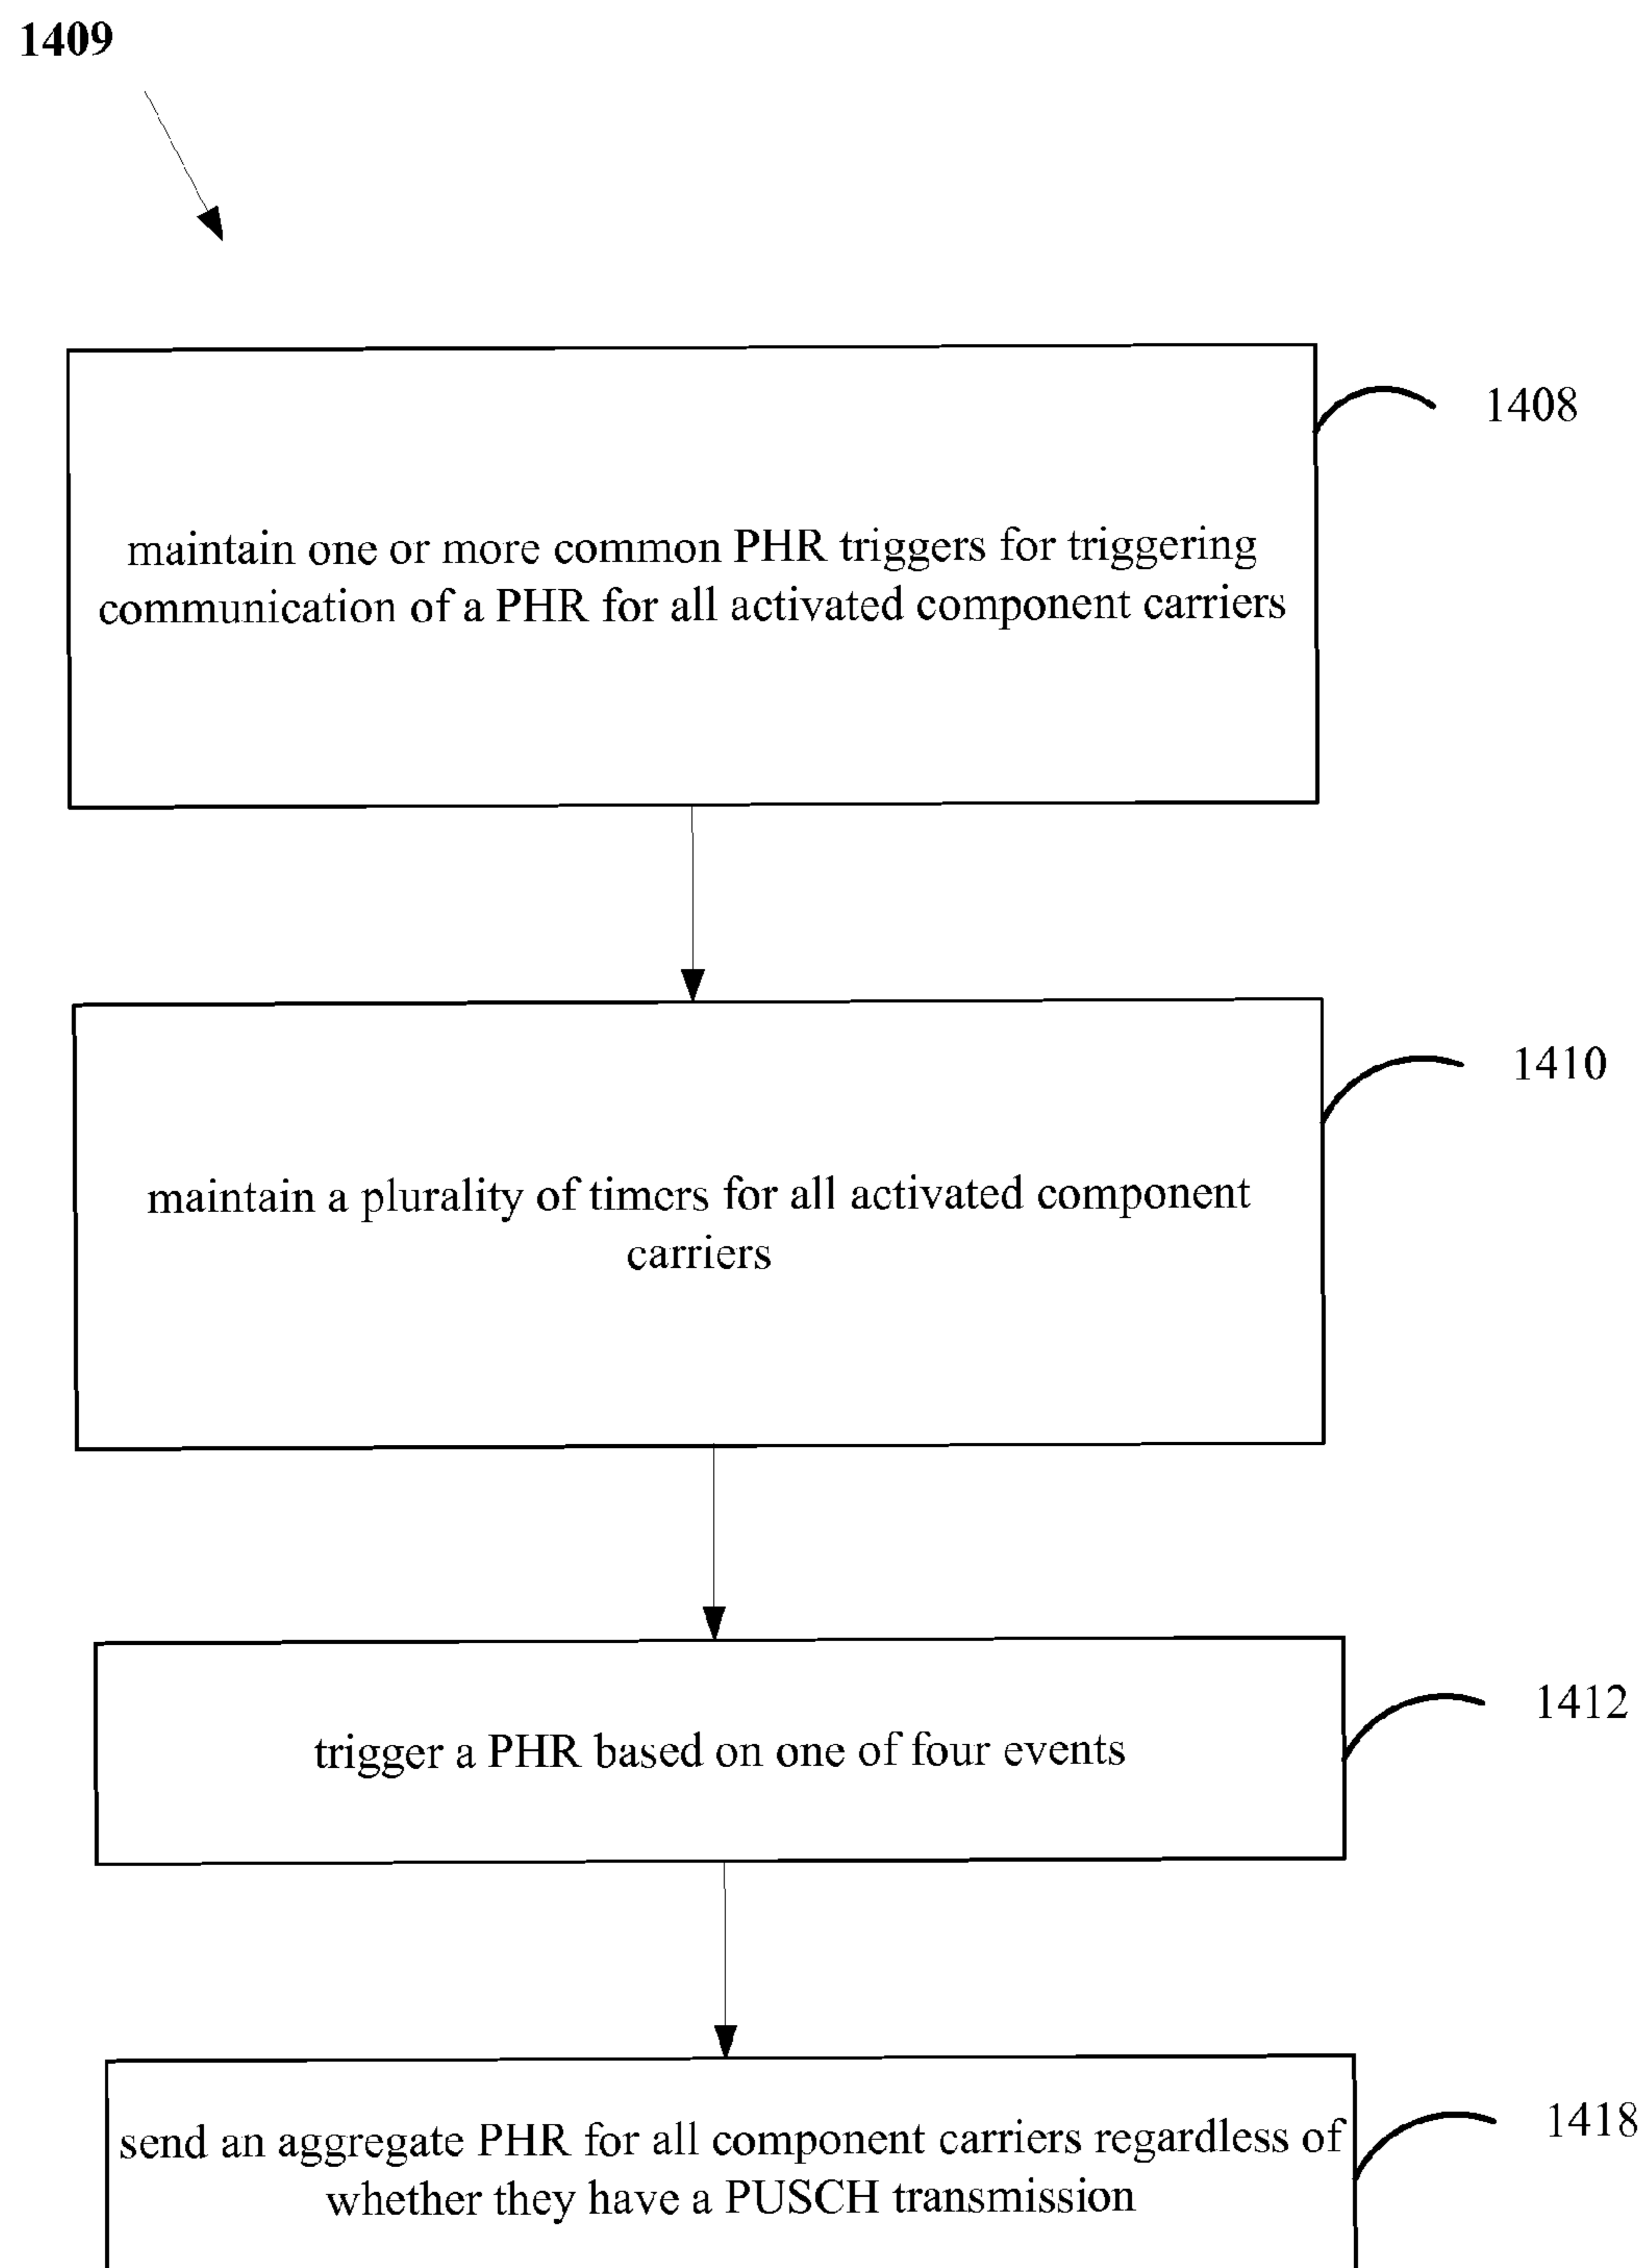 1409
1408
maintain one or more common PHR triggers for triggering
communication of a PHR for all activated component carriers
1410
maintain a plurality of timers for all activated component
carriers
1412
trigger a PHR based on one of four events
1418
send an aggregate PHR for all component carriers regardless of
whether they have a PUSCH transmission